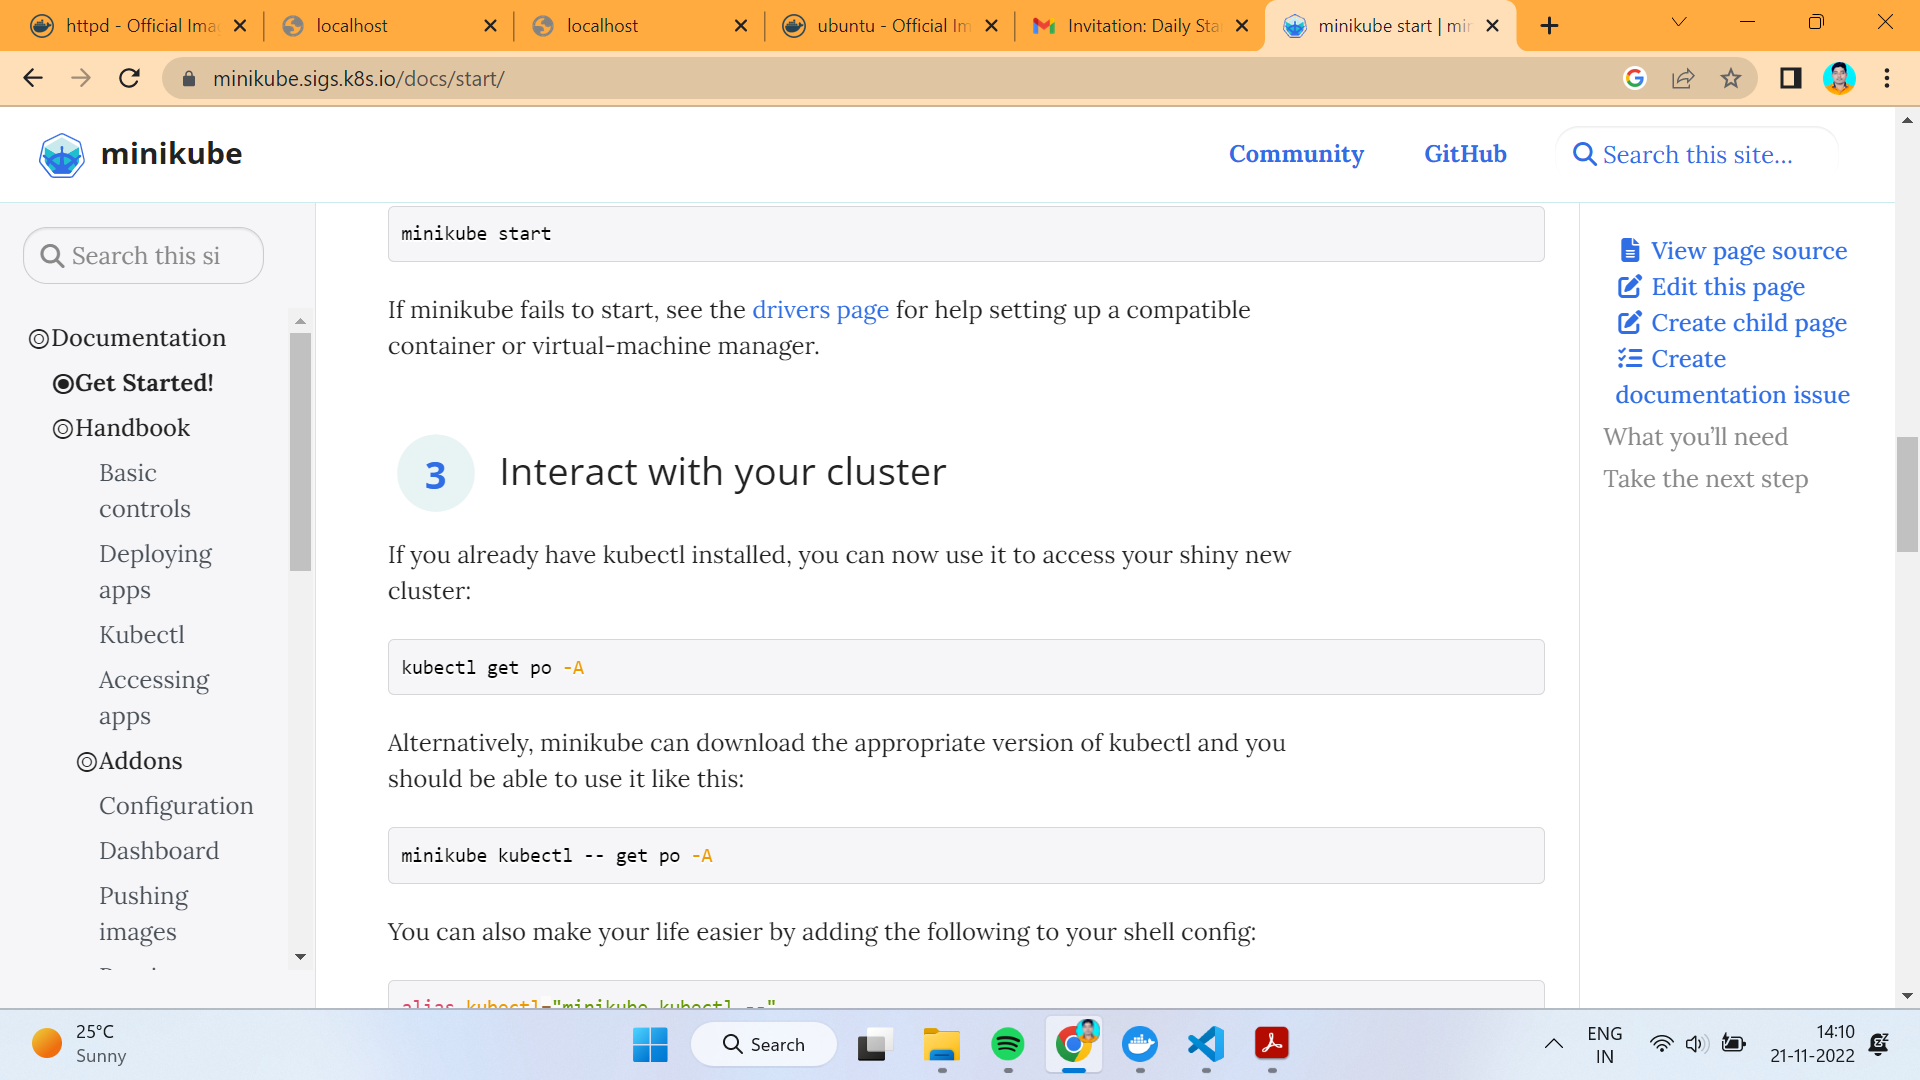 httpd - Official Ima
localhost
localhost
ubuntu - Official Im
Invitation: Daily Sta
minikube start | mi
minikube.sigs.k8s.io/docs/start/
minikube
Community
GitHub
Search this site...
Search this si
Documentation
Get Started!
Handbook
Basic
controls
Deploying
apps
Kubectl
Accessing
apps
Addons
Configuration
Dashboard
Pushing
images
minikube start
If minikube fails to start, see the drivers page for help setting up a compatible
container or virtual-machine manager.
3 Interact with your cluster
If you already have kubectl installed, you can now use it to access your shiny new
cluster:
kubectl get po -A
Alternatively, minikube can download the appropriate version of kubectl and you
should be able to use it like this:
minikube kubectl -- get po -A
You can also make your life easier by adding the following to your shell config:
alias kubectl="minikube kubectl --"
View page source
Edit this page
Create child page
Create
documentation issue
What you’ll need
Take the next step
25°C
Sunny
Search
ENG
IN
14:10
21-11-2022